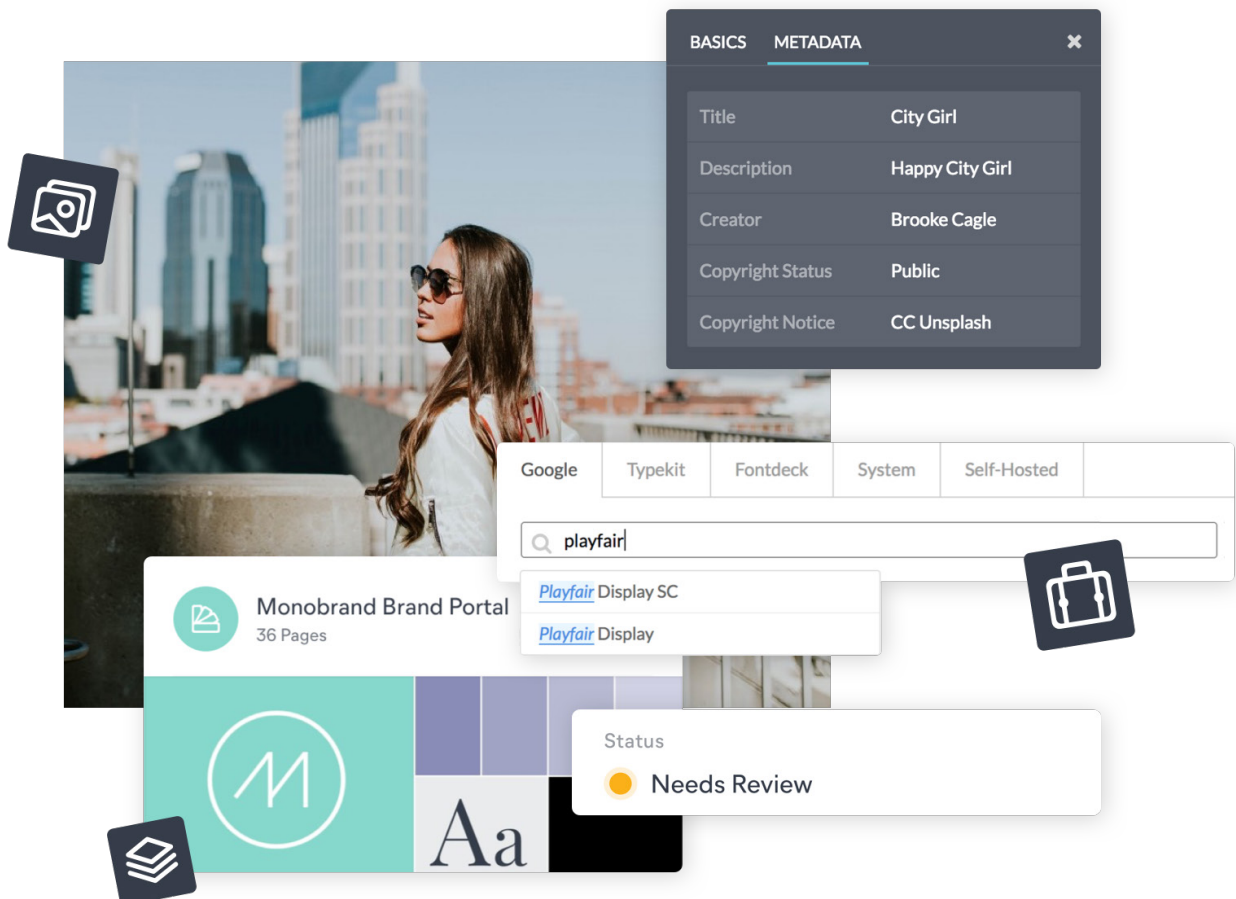 BASICS METADATA
Title City Girl
Description Happy City Girl
Creator Brooke Cagle
Copyright Status Public
Copyright Notice CC Unsplash
Google Typekit Fontdeck System Self-Hosted
playfair
Playfair Display SC
Playfair Display
Monobrand Brand Portal
36 Pages
M
Aa
Status
Needs Review